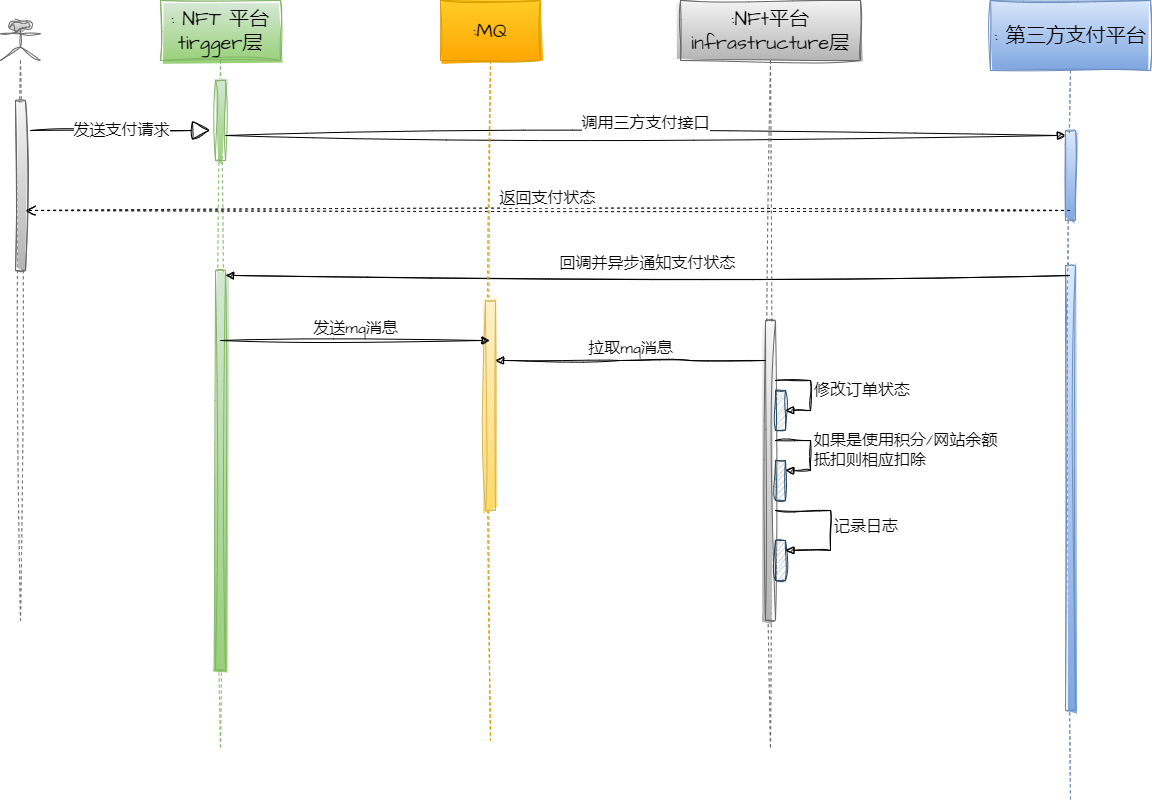 : NFT 平台
tirgger层
:MQ
:NFt平台
infrastructure层
: 第三方支付平台
发送支付请求
调用三方支付接口
返回支付状态
回调并异步通知支付状态
发送mq消息
拉取mq消息
修改订单状态
如果是使用积分/网站余额
抵扣则相应扣除
记录日志